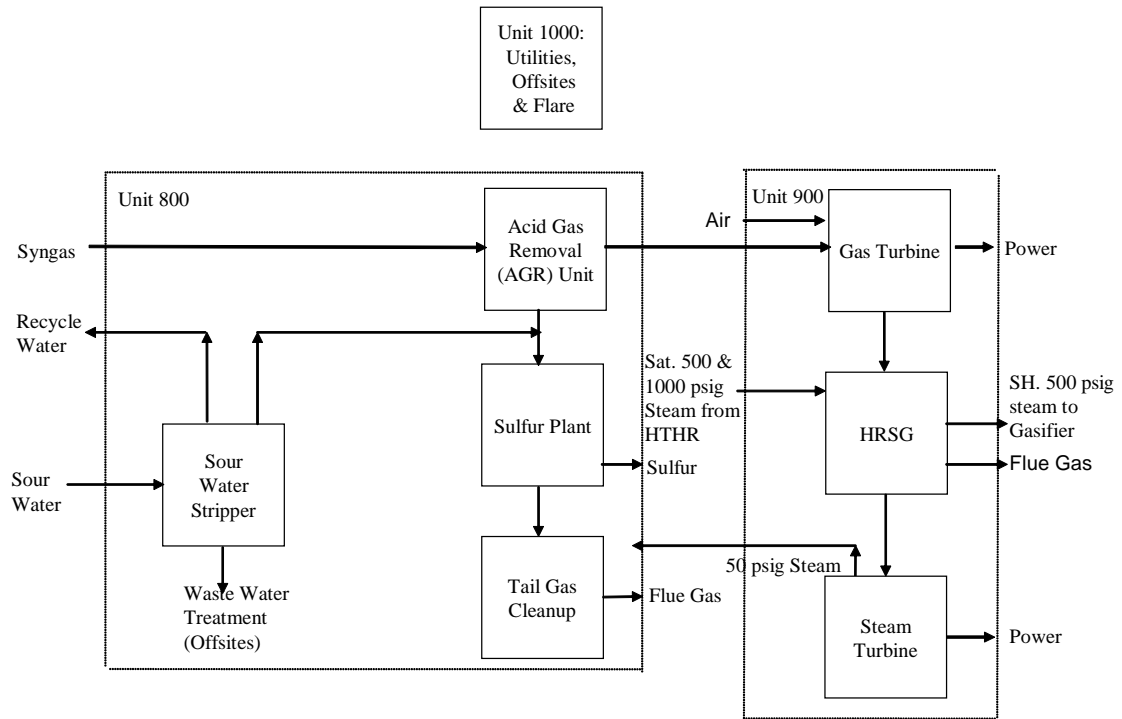 Unit 1000:
Utilities,
Offsites
& Flare
Unit 800
Acid Gas
Removal
(AGR) Unit
Syngas
Recycle
Water
Sour
Water
Sour
Water
Stripper
Waste Water
Treatment
(Offsites)
Sulfur Plant
Sulfur
Tail Gas
Cleanup
Flue Gas
Unit 900
Air
Gas Turbine
Power
Sat. 500 &
1000 psig
Steam from
HTHR
HRSG
SH. 500 psig
steam to
Gasifier
Flue Gas
50 psig Steam
Steam
Turbine
Power